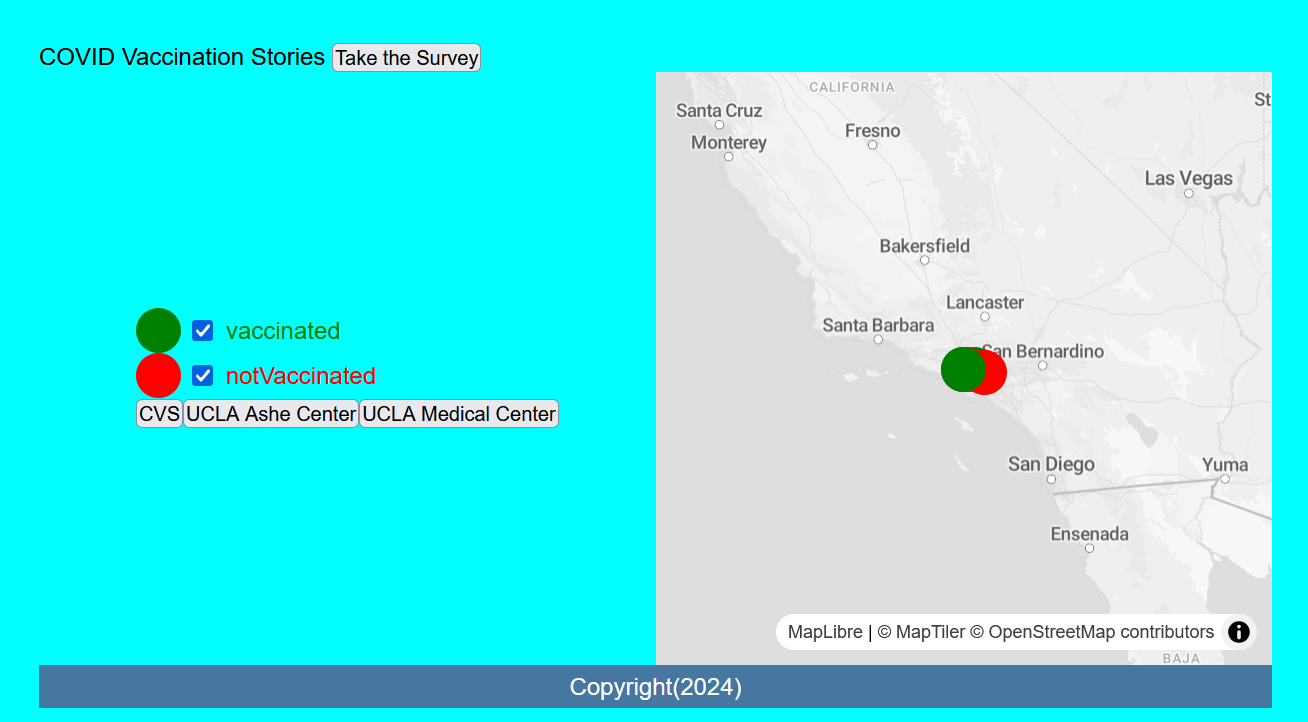 COVID Vaccination Stories Take the Survey
vaccinated
notVaccinated
CVS UCLA Ashe Center UCLA Medical Center
CALIFORNIA
St
Santa Cruz
Fresno
Monterey
Las Vegas
Bakersfield
Lancaster
Santa Barbara
San Bernardino
San Diego
Yuma
Ensenada
MapLibre | © MapTiler © OpenStreetMap contributors
BAJA
Copyright(2024)